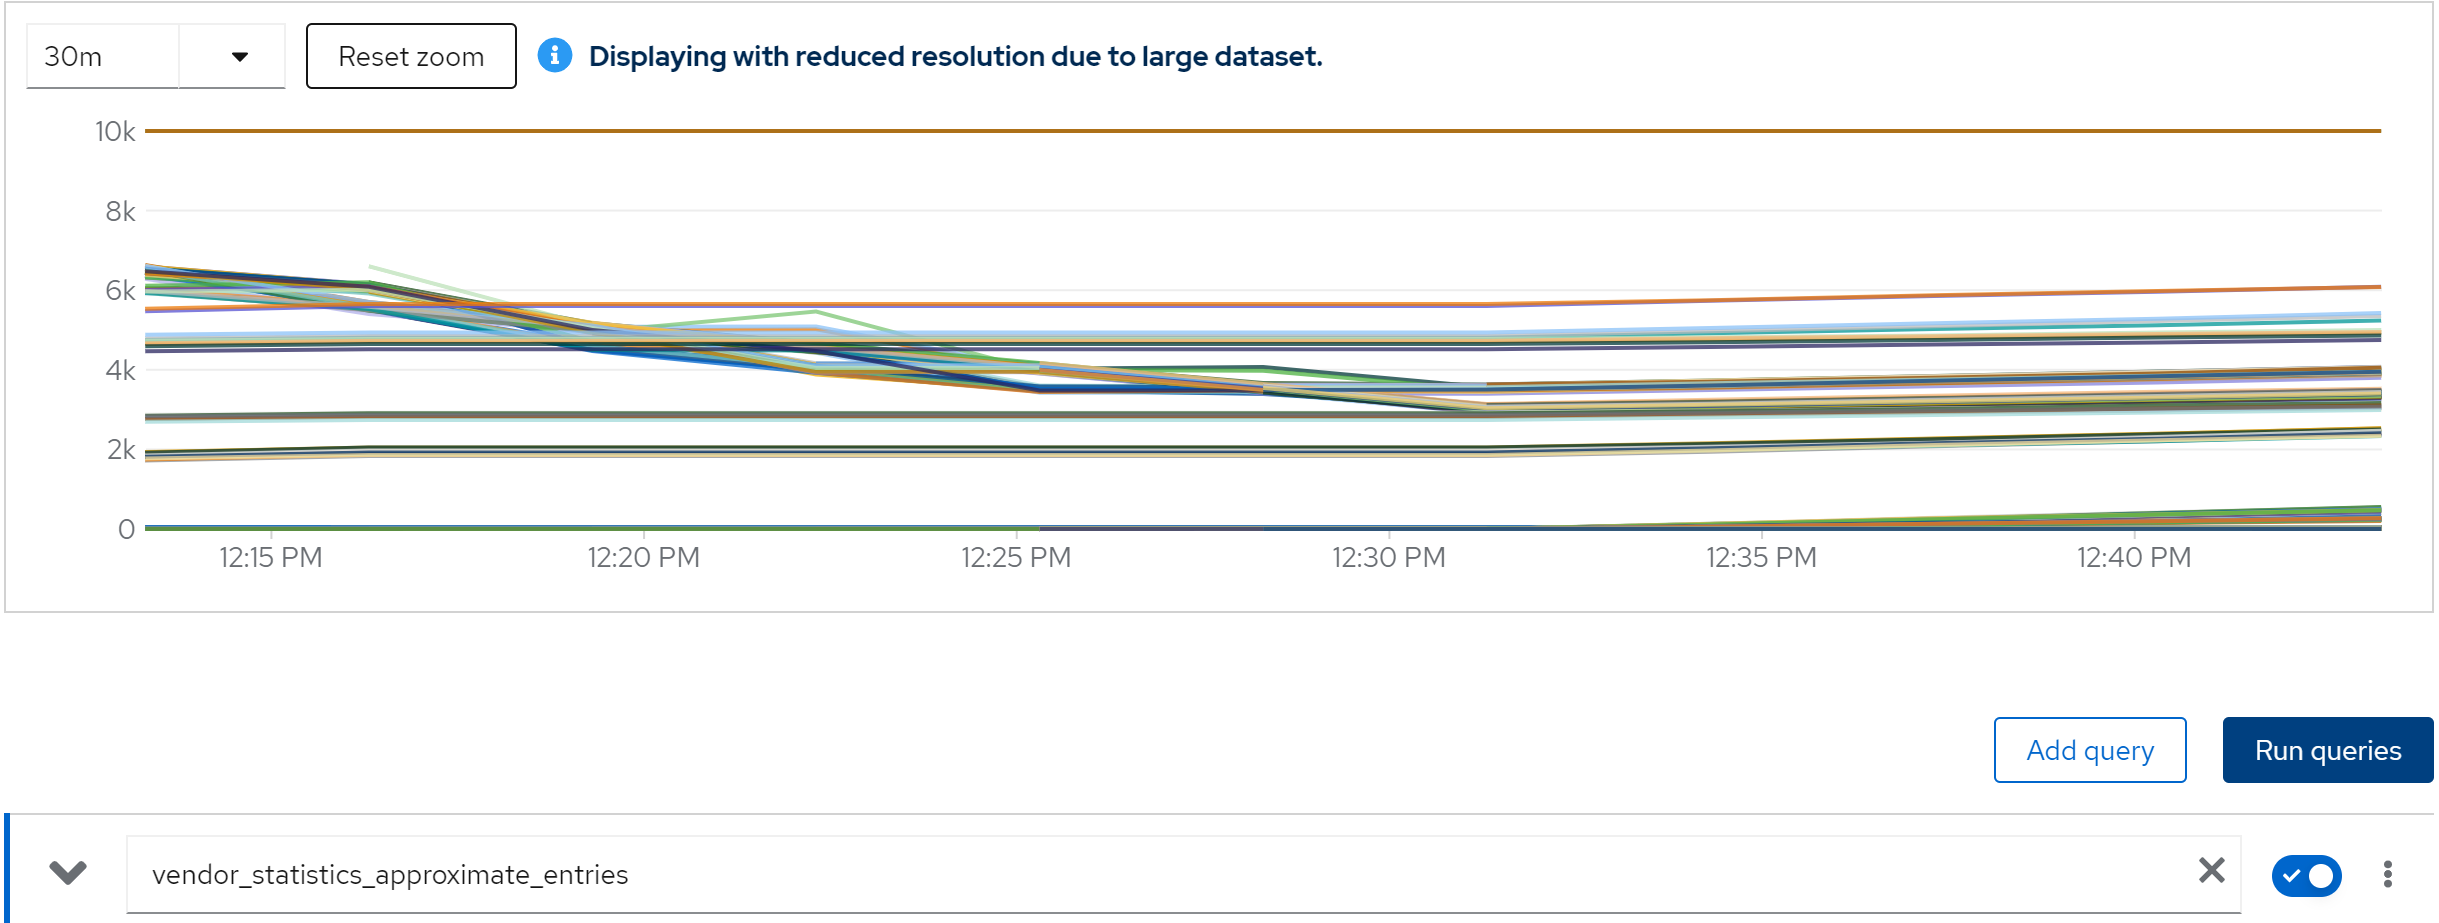 30m
Reset zoom
Displaying with reduced resolution due to large dataset.
10k
8k
6k
4k
2k
0
12:15 PM 12:20 PM 12:25 PM 12:30 PM 12:35 PM 12:40 PM
Add query
Run queries
vendor_statistics_approximate_entries